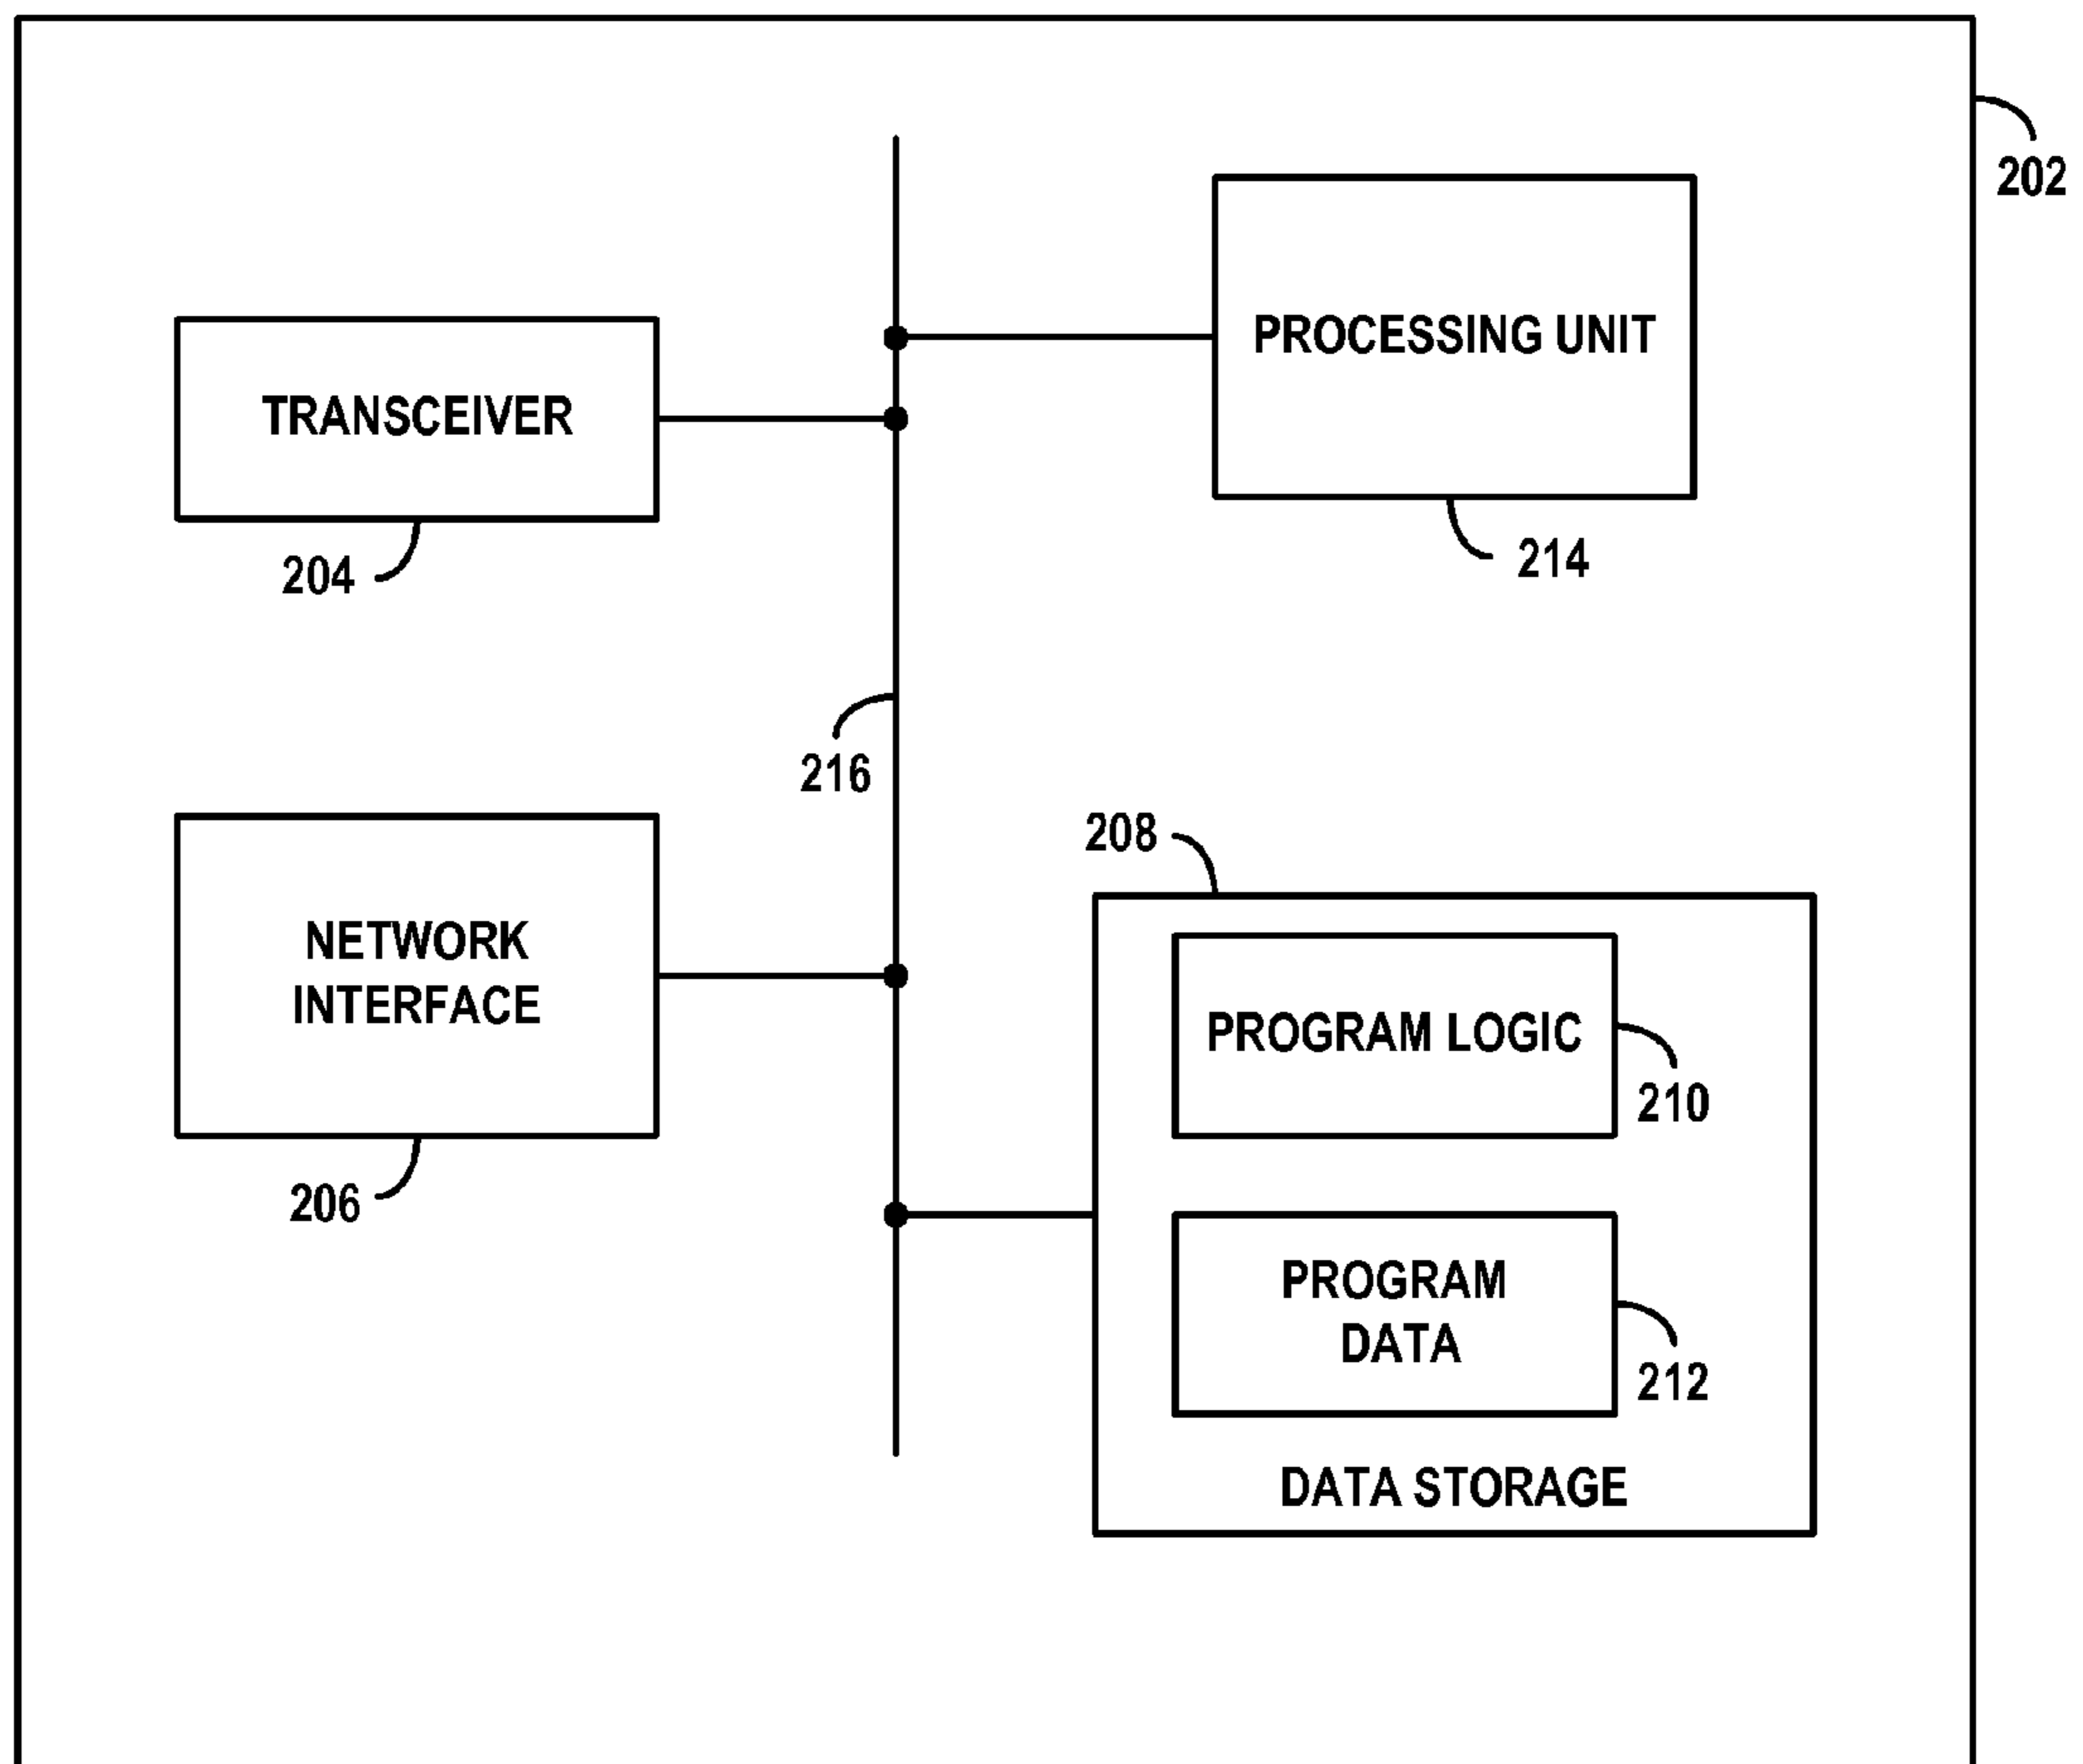 202
PROCESSING UNIT
TRANSCEIVER
214
204
216
208
NETWORK
INTERFACE
PROGRAM LOGIC
210
206
PROGRAM
DATA
212
DATA STORAGE